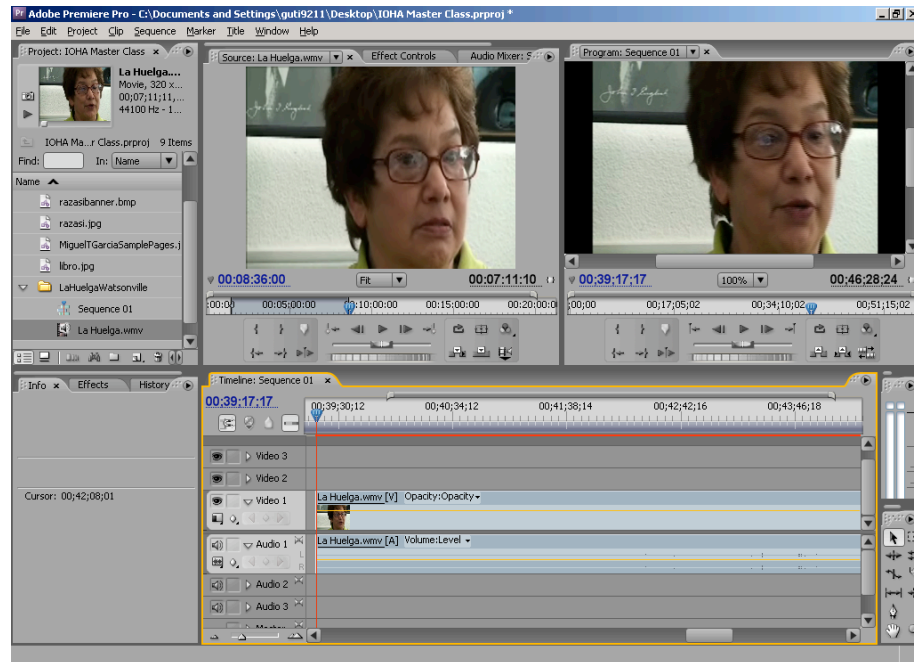 Adobe Premiere Pro - C:\Documents and Settings\guti9211\Desktop\IOHA Master Class.prproj *
File Edit Project Clip Sequence Marker Title Window Help
Project: IOHA Master Class
La Huelga....
Movie, 320 x...
00;07;11;11,...
44100 Hz - 1...
IOHA Ma...r Class.prproj 9 Items
Find: In: Name
Name
razasibanner.bmp
razasi.jpg
MiguelTGarciaSamplePages.j
libro.jpg
LaHuelgaWatsonville
Sequence 01
La Huelga.wmv
Source: La Huelga.wmv Effect Controls Audio Mixer: S
00:08:36:00 Fit 00:07:11:10
00:0 00:05:00:00 0:10:00:00 00:15:00:00 00:20:00:0
Program: Sequence 01
00;39;17;17 100% 00;46;28;24
;00;00 00;17;05;02 00;34;10;02 00;51;15;02
Info Effects History
Cursor: 00;42;08;01
Timeline: Sequence 01
00;39;17;17 00;39;30;12 00;40;34;12 00;41;38;14 00;42;42;16 00;43;46;18
Video 3
Video 2
Video 1 La Huelga.wmv [V] Opacity:Opacity
Audio 1 La Huelga.wmv [A] Volume:Level
L
R
Audio 2
Audio 3